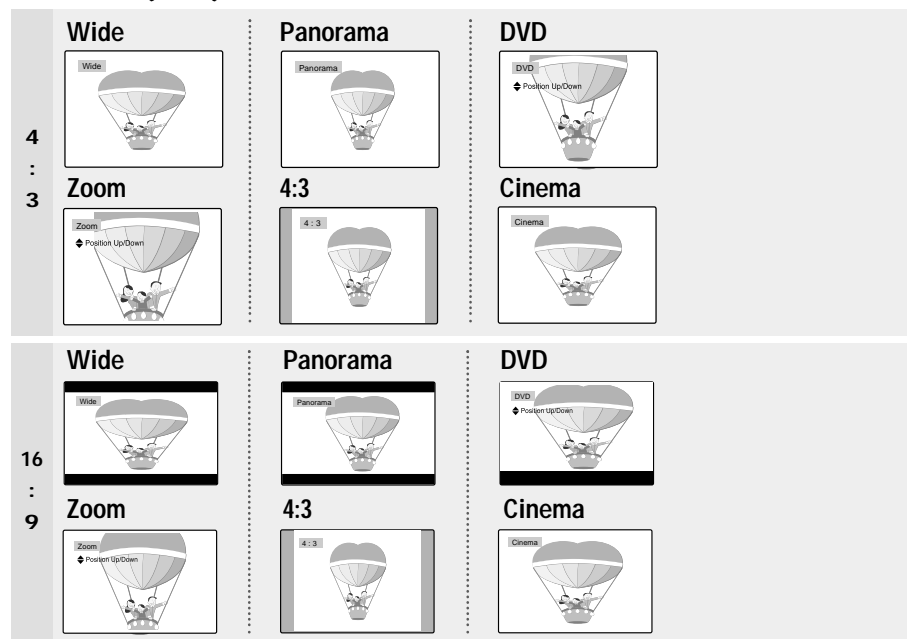 Wide Panorama DVD
Wide
Panorama
DVD
Position Up/Down
4
:
3
Zoom 4:3 Cinema
Zoom
Position Up/Down
4 : 3
Cinema
Wide Panorama DVD
Wide
Panorama
DVD
Position Up/Down
16
:
9
Zoom 4:3 Cinema
Zoom
Position Up/Down
4 : 3
Cinema